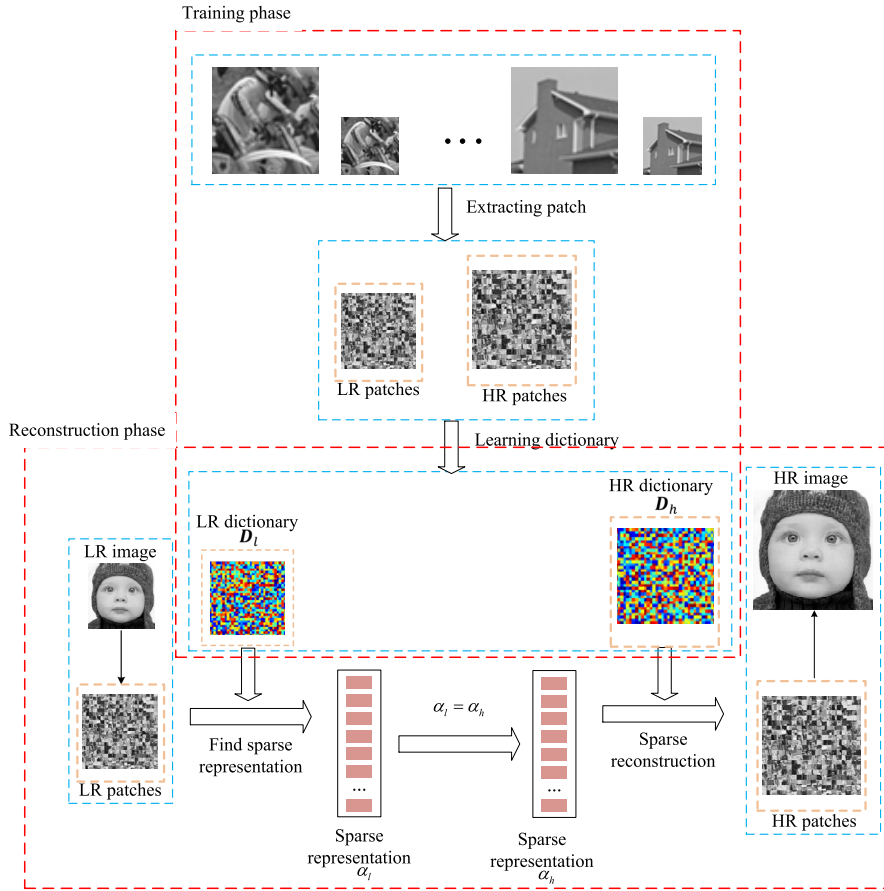 Training phase
• • •
Extracting patch
LR patches
HR patches
Reconstruction phase
Learning dictionary
LR dictionary
D_l
HR dictionary
D_h
HR image
LR image
α_l = α_h
Find sparse
representation
Sparse
reconstruction
...
...
LR patches
HR patches
Sparse
representation
α_l
Sparse
representation
α_h